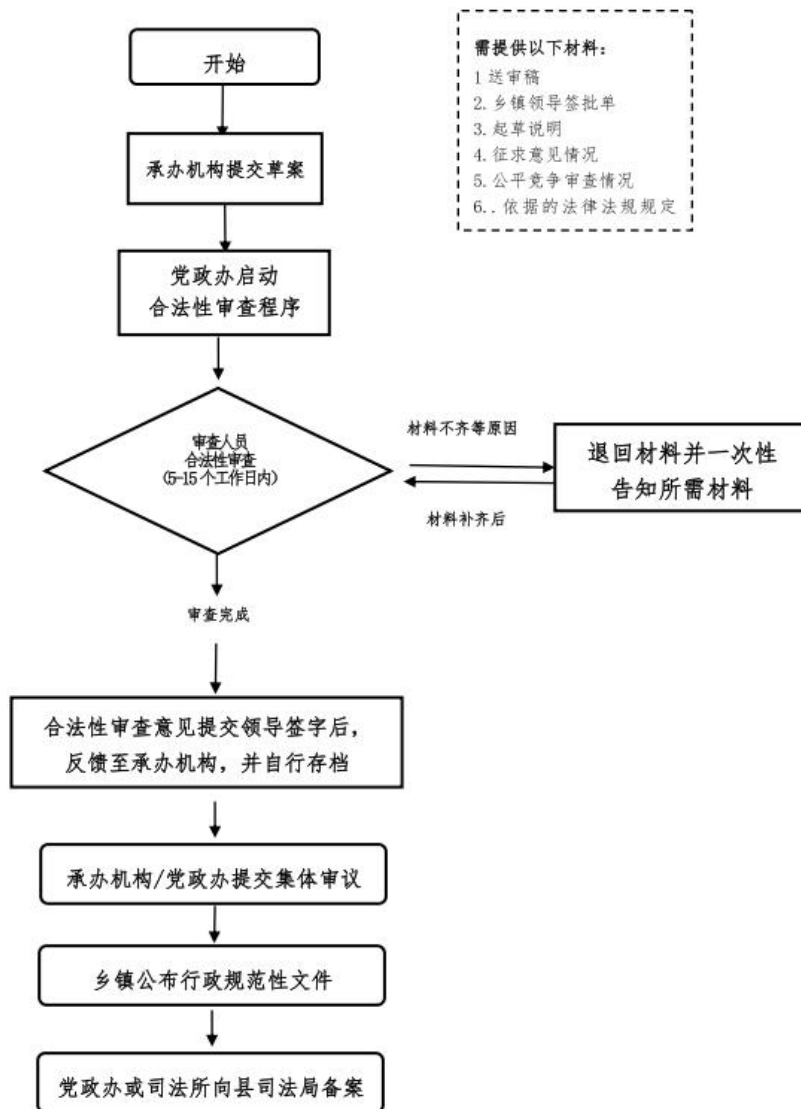 开始
需提供以下材料：
1 送审稿
2. 乡镇领导签批单
3. 起草说明
4. 征求意见情况
5. 公平竞争审查情况
6.. 依据的法律法规规定
承办机构提交草案
党政办启动
合法性审查程序
审查人员
合法性审查
（5-15 个工作日内）
材料不齐等原因
退回材料并一次性
告知所需材料
材料补齐后
审查完成
合法性审查意见提交领导签字后，
反馈至承办机构，并自行存档
承办机构/党政办提交集体审议
乡镇公布行政规范性文件
党政办或司法所向县司法局备案